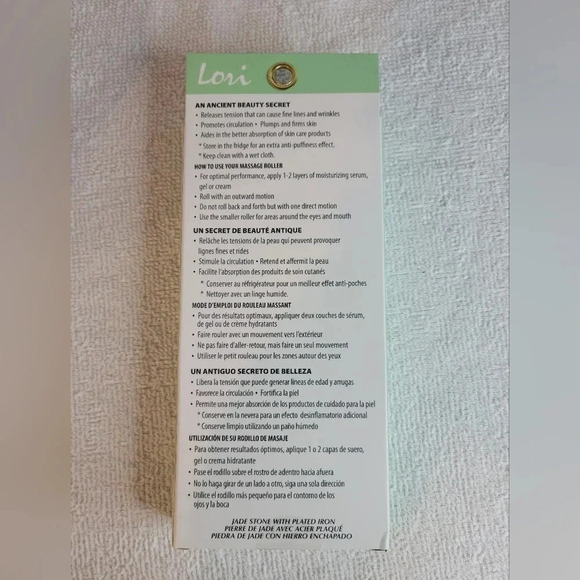 Lori
AN ANCIENT BEAUTY SECRET
• Releases tension that can cause fine lines and wrinkles
• Promotes circulation • Plumps and firms skin
• Aides in the better absorption of skin care products
* Store in the fridge for an extra anti-puffiness effect.
* Keep clean with a wet cloth.
HOW TO USE YOUR MASSAGE ROLLER
• For optimal performance, apply 1-2 layers of moisturizing serum,
gel or cream
• Roll with an outward motion
• Do not roll back and forth but with one direct motion
• Use the smaller roller for areas around the eyes and mouth
UN SECRET DE BEAUTÉ ANTIQUE
• Relâche les tensions de la peau qui peuvent provoquer
lignes fines et rides
• Stimule la circulation • Retend et affermit la peau
• Facilite l'absorption des produits de soin cutanés
* Conserver au réfrigérateur pour un meilleur effet anti-poches
* Nettoyer avec un linge humide.
MODE D'EMPLOI DU ROULEAU MASSANT
• Pour des résultats optimaux, appliquer deux couches de sérum,
de gel ou de crème hydratants
• Faire rouler avec un mouvement vers l'extérieur
• Ne pas faire d'aller-retour, mais faire un seul mouvement
• Utiliser le petit rouleau pour les zones autour des yeux
UN ANTIGUO SECRETO DE BELLEZA
• Libera la tensión que puede generar líneas de edad y arrugas
• Favorece la circulación • Fortifica la piel
• Permite una mejor absorción de los productos de cuidado para la piel
* Conserve en la nevera para un efecto desinflamatorio adicional
* Conserve limpio utilizando un paño húmedo
UTILIZACIÓN DE SU RODILLO DE MASAJE
• Para obtener resultados óptimos, aplique 1 o 2 capas de suero,
gel o crema hidratante
• Pase el rodillo sobre el rostro de adentro hacia afuera
• No lo haga girar de un lado a otro, siga una sola dirección
• Utilice el rodillo más pequeño para el contorno de los
ojos y la boca
JADE STONE WITH PLATED IRON
PIERRE DE JADE AVEC ACIER PLAQUÉ
PIEDRA DE JADE CON HIERRO ENCHAPADO